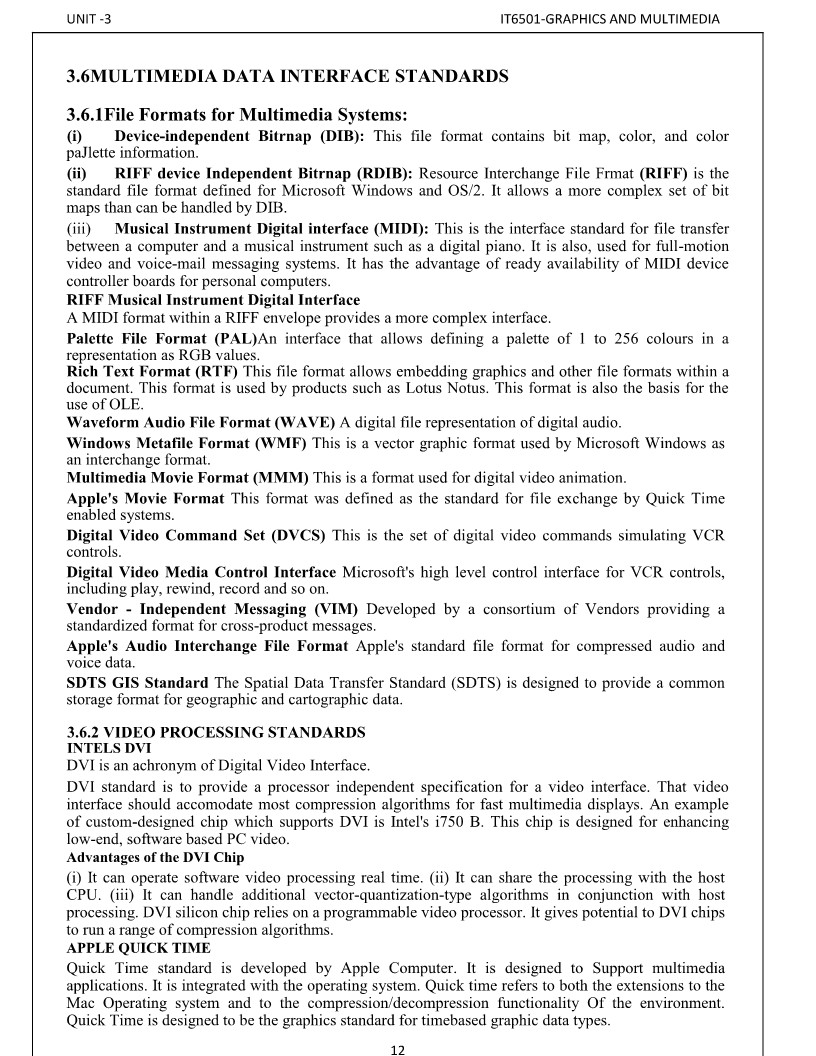 UNIT -3
IT6501-GRAPHICS AND MULTIMEDIA
3.6MULTIMEDIA DATA INTERFACE STANDARDS
3.6.1File Formats for Multimedia Systems:
(i) Device-independent Bitrnap (DIB): This file format contains bit map, color, and color
paJlette information.
(ii) RIFF device Independent Bitrnap (RDIB): Resource Interchange File Frmat (RIFF) is the
standard file format defined for Microsoft Windows and OS/2. It allows a more complex set of bit
maps than can be handled by DIB.
(iii) Musical Instrument Digital interface (MIDI): This is the interface standard for file transfer
between a computer and a musical instrument such as a digital piano. It is also, used for full-motion
video and voice-mail messaging systems. It has the advantage of ready availability of MIDI device
controller boards for personal computers.
RIFF Musical Instrument Digital Interface
A MIDI format within a RIFF envelope provides a more complex interface.
Palette File Format (PAL)An interface that allows defining a palette of 1 to 256 colours in a
representation as RGB values.
Rich Text Format (RTF) This file format allows embedding graphics and other file formats within a
document. This format is used by products such as Lotus Notus. This format is also the basis for the
use of OLE.
Waveform Audio File Format (WAVE) A digital file representation of digital audio.
Windows Metafile Format (WMF) This is a vector graphic format used by Microsoft Windows as
an interchange format.
Multimedia Movie Format (MMM) This is a format used for digital video animation.
Apple's Movie Format This format was defined as the standard for file exchange by Quick Time
enabled systems.
Digital Video Command Set (DVCS) This is the set of digital video commands simulating VCR
controls.
Digital Video Media Control Interface Microsoft's high level control interface for VCR controls,
including play, rewind, record and so on.
Vendor - Independent Messaging (VIM) Developed by a consortium of Vendors providing a
standardized format for cross-product messages.
Apple's Audio Interchange File Format Apple's standard file format for compressed audio and
voice data.
SDTS GIS Standard The Spatial Data Transfer Standard (SDTS) is designed to provide a common
storage format for geographic and cartographic data.
3.6.2 VIDEO PROCESSING STANDARDS
INTELS DVI
DVI is an achronym of Digital Video Interface.
DVI standard is to provide a processor independent specification for a video interface. That video
interface should accomodate most compression algorithms for fast multimedia displays. An example
of custom-designed chip which supports DVI is Intel's i750 B. This chip is designed for enhancing
low-end, software based PC video.
Advantages of the DVI Chip
(i) It can operate software video processing real time. (ii) It can share the processing with the host
CPU. (iii) It can handle additional vector-quantization-type algorithms in conjunction with host
processing. DVI silicon chip relies on a programmable video processor. It gives potential to DVI chips
to run a range of compression algorithms.
APPLE QUICK TIME
Quick Time standard is developed by Apple Computer. It is designed to Support multimedia
applications. It is integrated with the operating system. Quick time refers to both the extensions to the
Mac Operating system and to the compression/decompression functionality Of the environment.
Quick Time is designed to be the graphics standard for timebased graphic data types.
12